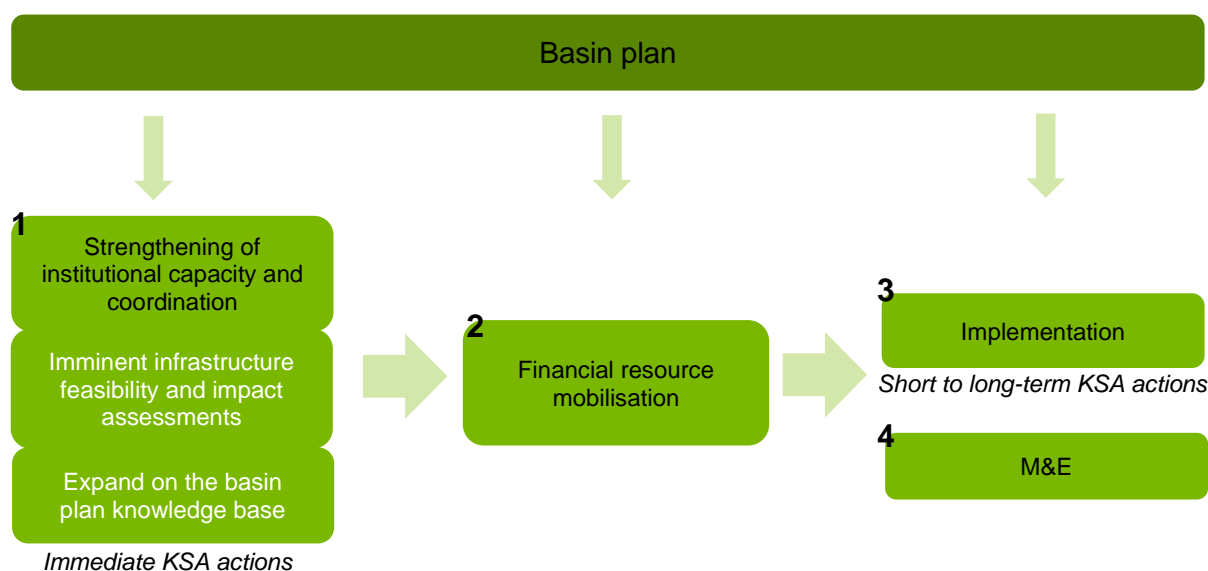 Basin plan
1
Strengthening of
institutional capacity and
coordination
Imminent infrastructure
feasibility and impact
assessments
Expand on the basin
plan knowledge base
Immediate KSA actions
2
Financial resource
mobilisation
3
Implementation
Short to long-term KSA actions
4
M&E